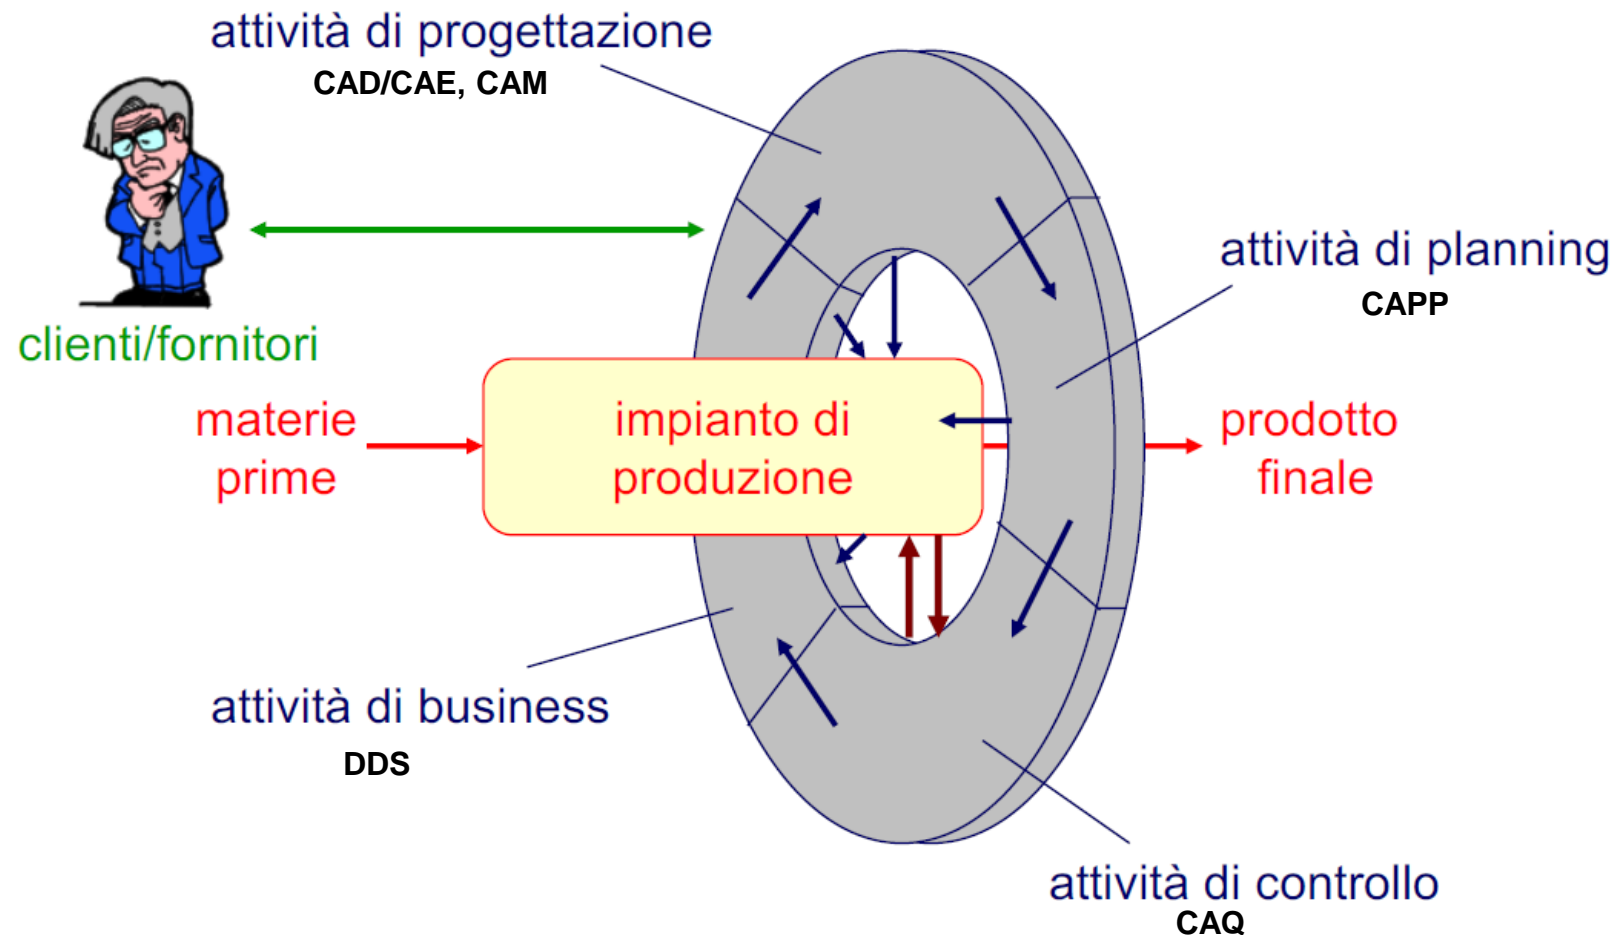 attività di progettazione
CAD/CAE, CAM
attività di planning
CAPP
clienti/fornitori
materie
prime
impianto di
produzione
prodotto
finale
attività di business
DDS
attività di controllo
CAQ